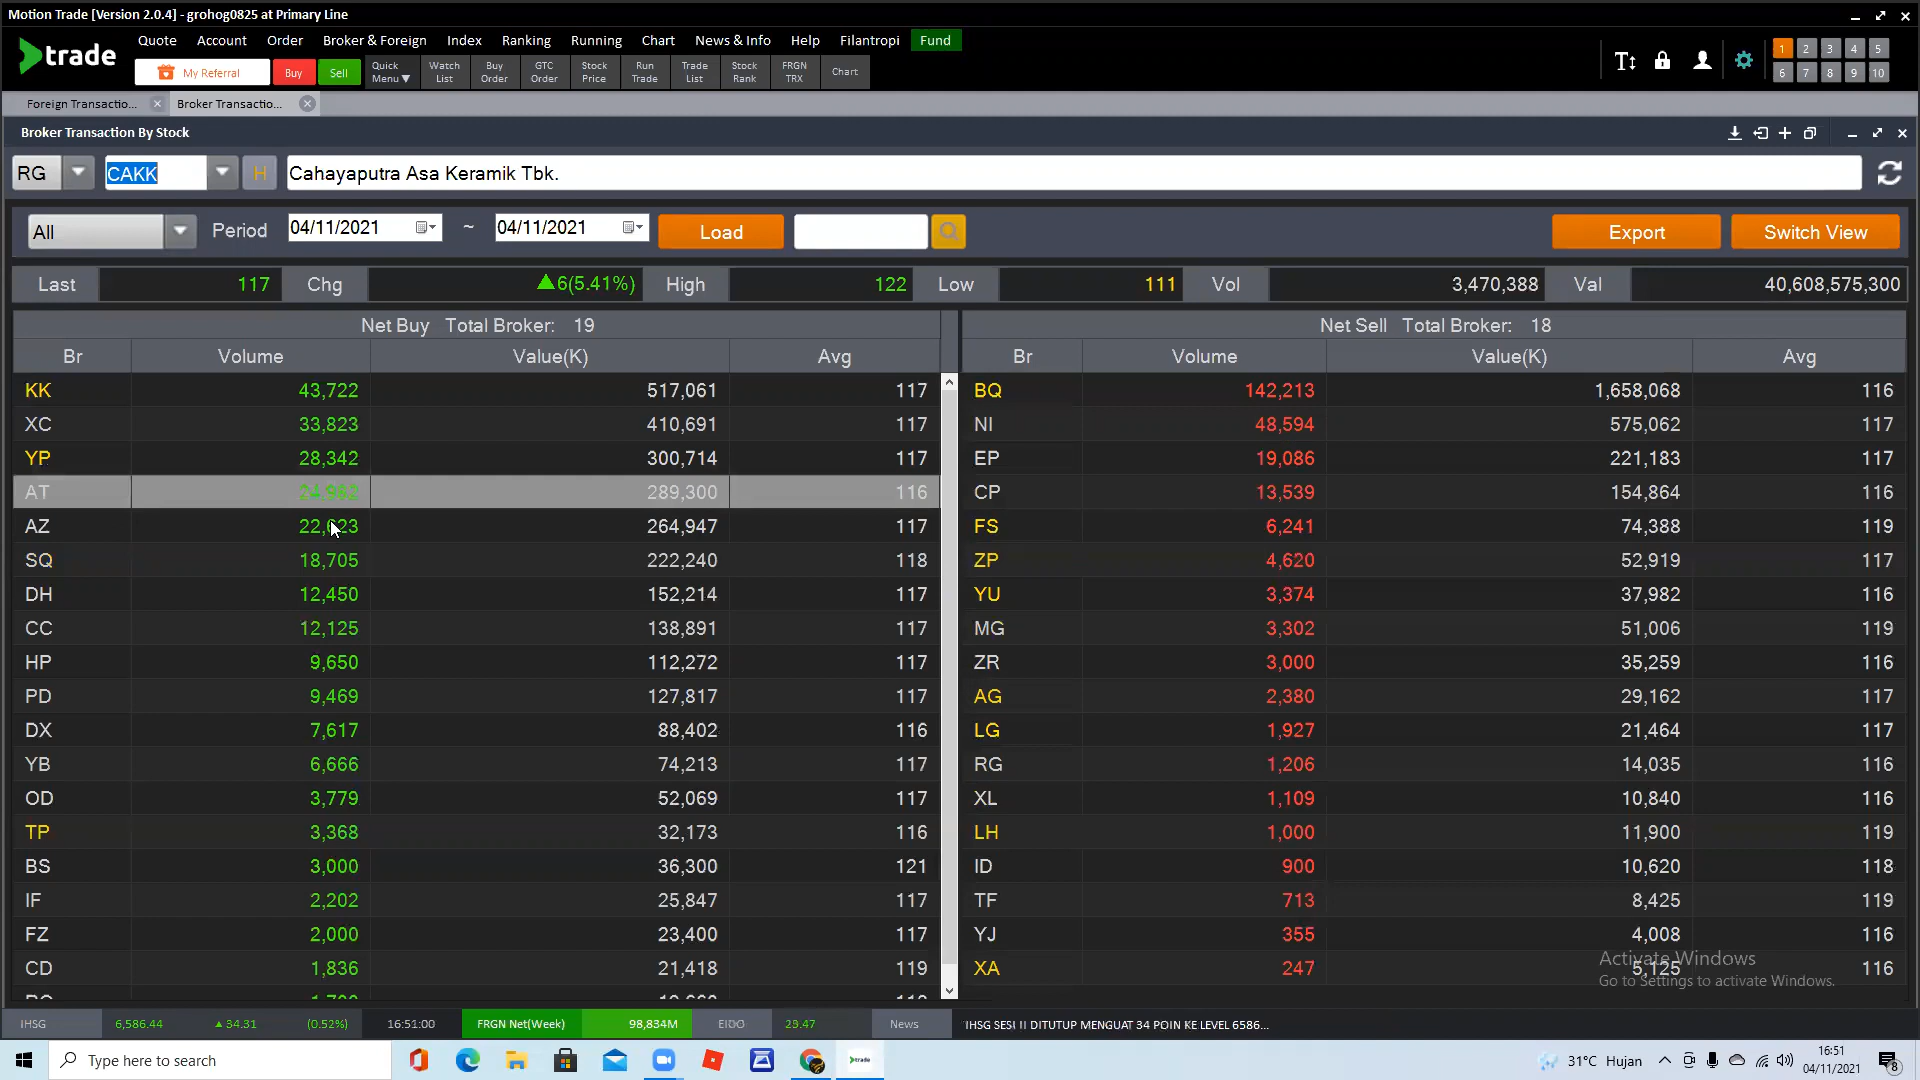 Motion Trade [Version 2.0.4] - grohog0825 at Primary Line
trade
Quote Account Order Broker & Foreign Index Ranking Running Chart News & Info Help Filantropi Fund
My Referral Buy Sell Quick Menu ▼ Watch List Buy Order GTC Order Stock Price Run Trade Trade List Stock Rank FRGN TRX Chart
1 2 3 4 5
6 7 8 9 10
Foreign Transactio... Broker Transactio...
Broker Transaction By Stock
RG CAKK H Cahayaputra Asa Keramik Tbk.
All Period 04/11/2021 ~ 04/11/2021 Load Export Switch View
Last 117 Chg ▲6(5.41%) High 122 Low 111 Vol 3,470,388 Val 40,608,575,300
Net Buy Total Broker: 19 Net Sell Total Broker: 18
Br Volume Value(K) Avg Br Volume Value(K) Avg
KK 43,722 517,061 117 BQ 142,213 1,658,068 116
XC 33,823 410,691 117 NI 48,594 575,062 117
YP 28,342 300,714 117 EP 19,086 221,183 117
AT 24,992 289,300 116 CP 13,539 154,864 116
AZ 264,947 117 FS 6,241 74,388 119
SQ 18,705 222,240 118 ZP 4,620 52,919 117
DH 12,450 152,214 117 YU 3,374 37,982 116
CC 12,125 138,891 117 MG 3,302 51,006 119
HP 9,650 112,272 117 ZR 3,000 35,259 116
PD 9,469 127,817 117 AG 2,380 29,162 117
DX 7,617 88,402 116 LG 1,927 21,464 117
YB 6,666 74,213 117 RG 1,206 14,035 116
OD 3,779 52,069 117 XL 1,109 10,840 116
TP 3,368 32,173 116 LH 1,000 11,900 119
BS 3,000 36,300 121 ID 900 10,620 118
IF 2,202 25,847 117 TF 713 8,425 119
FZ 2,000 23,400 117 YJ 355 4,008 116
CD 1,836 21,418 119 XA 247 5,125 116
Activate Windows
Go to Settings to activate Windows.
IHSG 6,586.44 ▲ 34.31 (0.52%) 16:51:00 FRGN Net(Week) 98,834M EIDO News 'IHSG SESI II DITUTUP MENGUAT 34 POIN KE LEVEL 6586...
Type here to search 31°C Hujan 16:51
04/11/2021 8